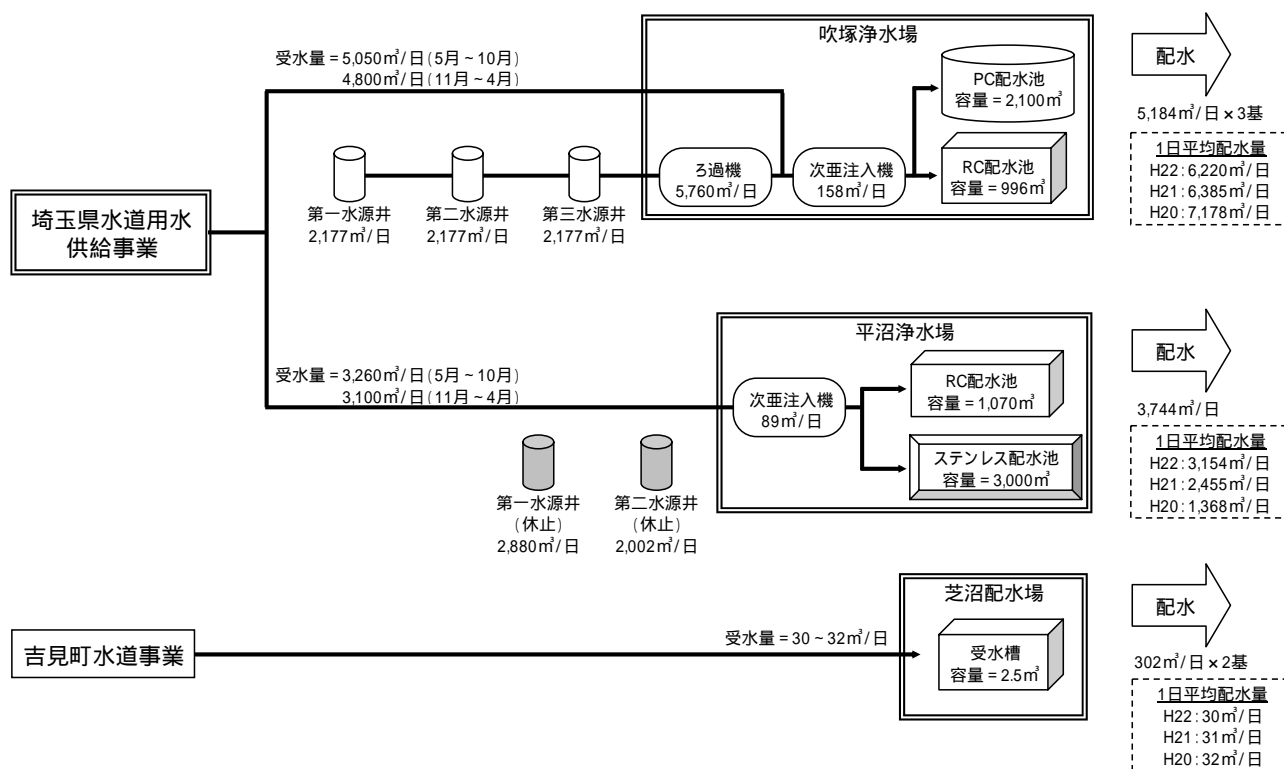 受水量 = 5,050㎥/日 (5月 ~ 10月)
4,800㎥/日 (11月 ~ 4月)
吹塚浄水場
PC配水池
容量 = 2,100㎥
RC配水池
容量 = 996㎥
ろ過機
5,760㎥/日
次亜注入機
158㎥/日
第一水源井
2,177㎥/日
第二水源井
2,177㎥/日
第三水源井
2,177㎥/日
配水
5,184㎥/日 × 3基
1日平均配水量
H22 : 6,220㎥/日
H21 : 6,385㎥/日
H20 : 7,178㎥/日
埼玉県水道用水
供給事業
受水量 = 3,260㎥/日 (5月 ~ 10月)
3,100㎥/日 (11月 ~ 4月)
平沼浄水場
次亜注入機
89㎥/日
RC配水池
容量 = 1,070㎥
ステンレス配水池
容量 = 3,000㎥
第一水源井
(休止)
2,880㎥/日
第二水源井
(休止)
2,002㎥/日
配水
3,744㎥/日
1日平均配水量
H22 : 3,154㎥/日
H21 : 2,455㎥/日
H20 : 1,368㎥/日
吉見町水道事業
受水量 = 30 ~ 32㎥/日
芝沼配水場
受水槽
容量 = 2.5㎥
配水
302㎥/日 × 2基
1日平均配水量
H22 : 30㎥/日
H21 : 31㎥/日
H20 : 32㎥/日